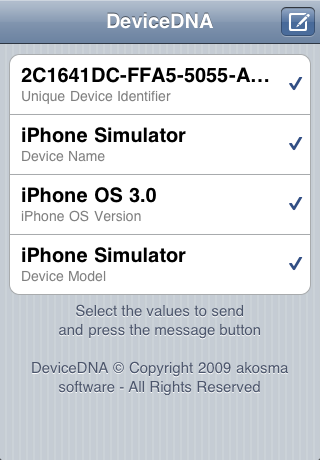 DeviceDNA
2C1641DC-FFA5-5055-A...
Unique Device Identifier
iPhone Simulator
Device Name
iPhone OS 3.0
iPhone OS Version
iPhone Simulator
Device Model
Select the values to send
and press the message button
DeviceDNA © Copyright 2009 akosma
software - All Rights Reserved